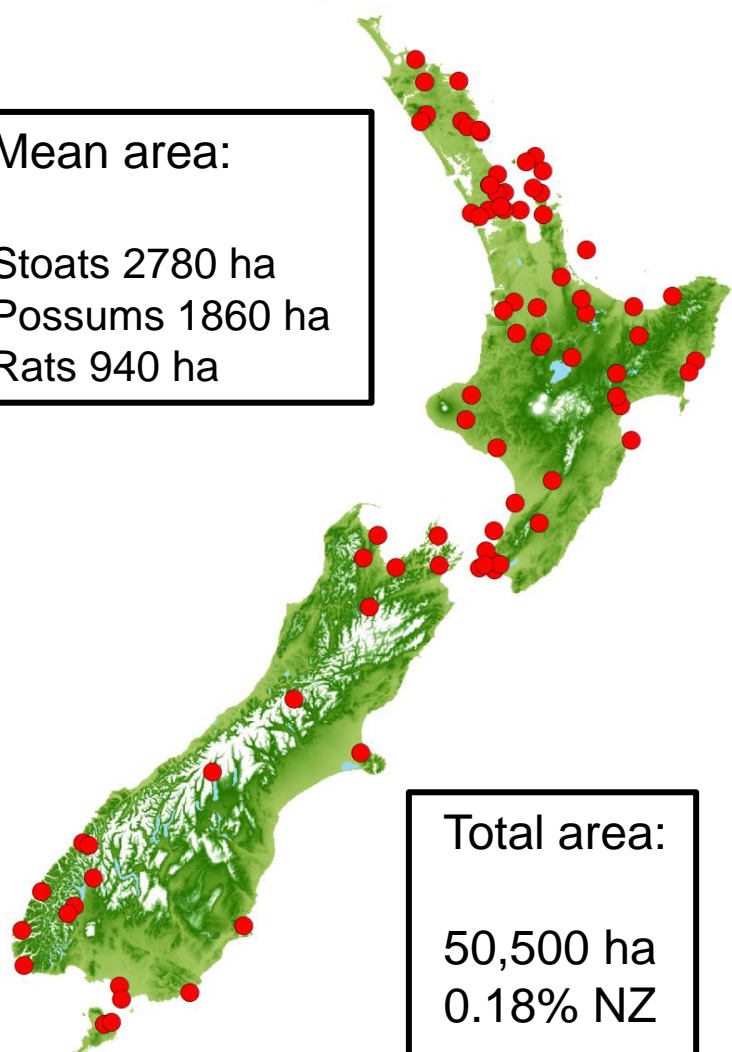 Mean area:
Stoats 2780 ha
Possums 1860 ha
Rats 940 ha
Total area:
50,500 ha
0.18% NZ